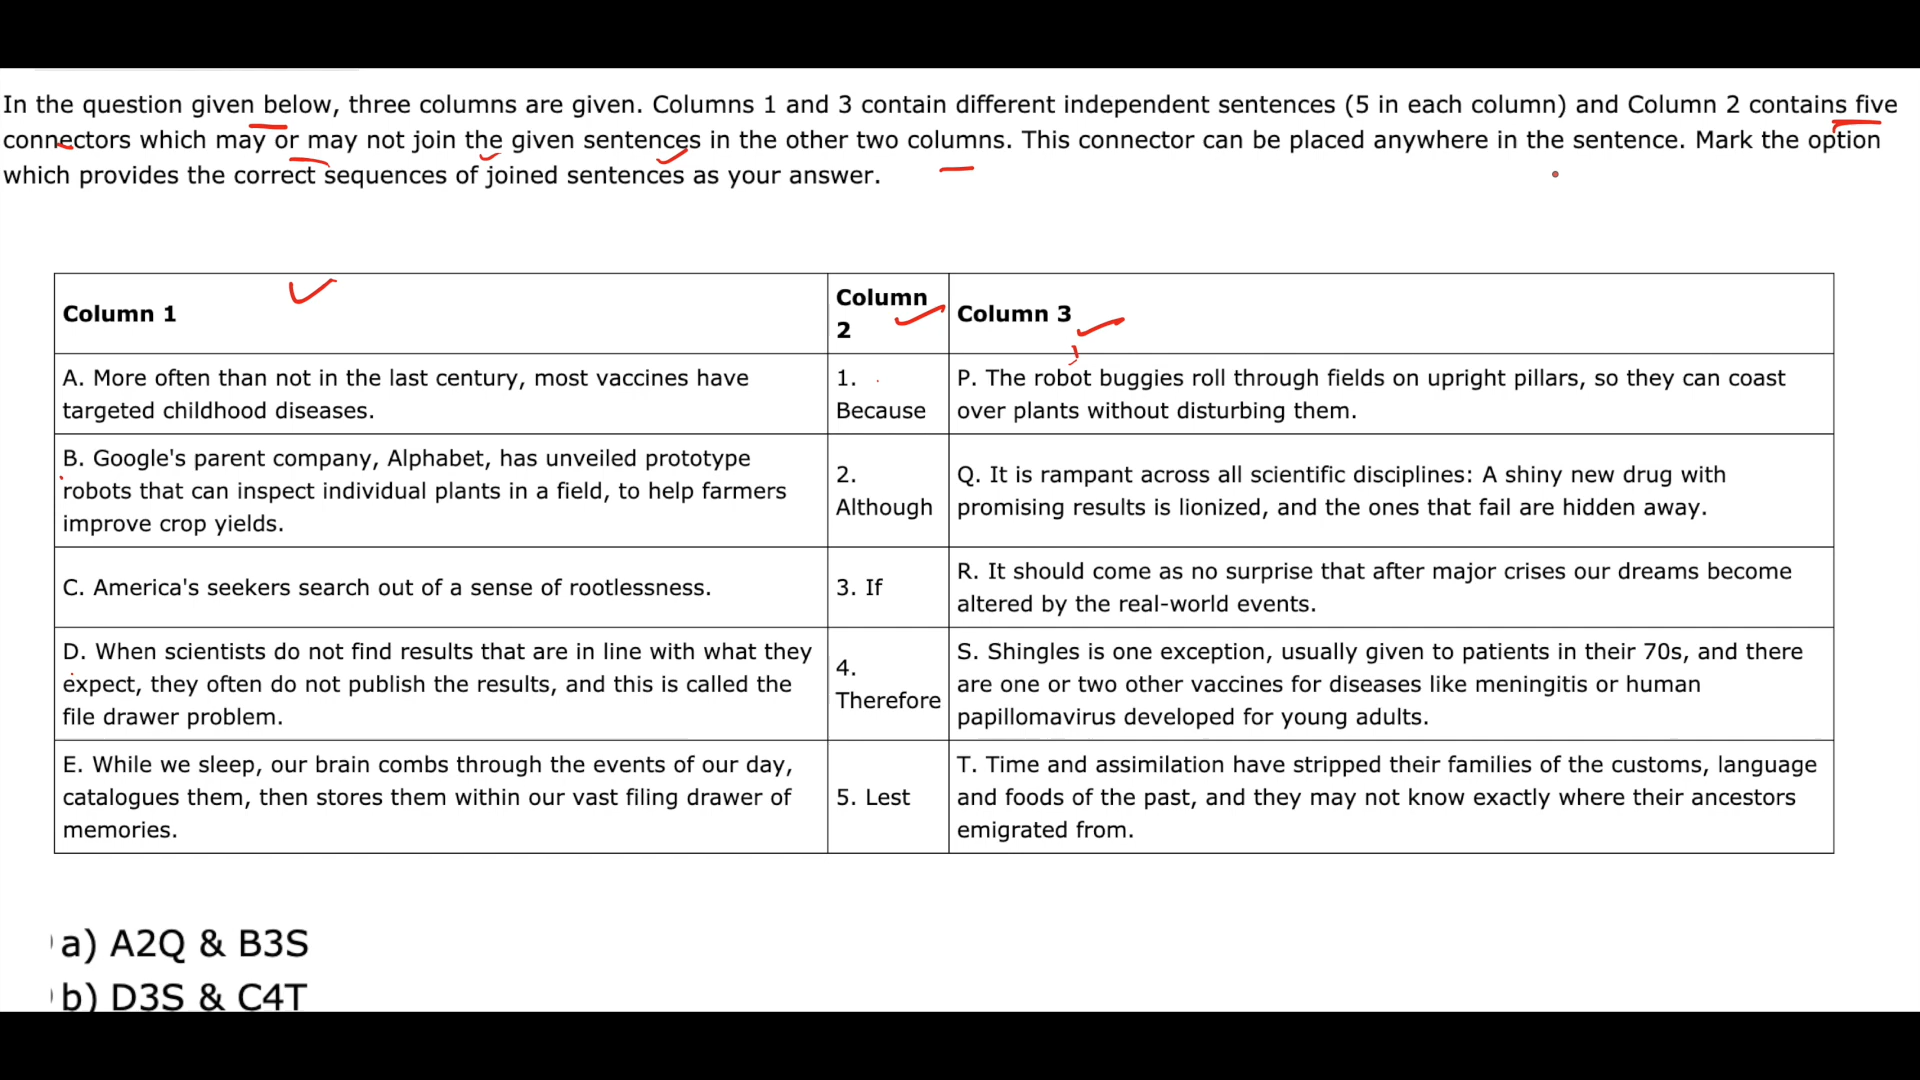 In the question given below, three columns are given. Columns 1 and 3 contain different independent sentences (5 in each column) and Column 2 contains five
connectors which may or may not join the given sentences in the other two columns. This connector can be placed anywhere in the sentence. Mark the option
which provides the correct sequences of joined sentences as your answer.
Column 1
Column
2
Column 3
A. More often than not in the last century, most vaccines have
targeted childhood diseases.
1.
Because
P. The robot buggies roll through fields on upright pillars, so they can coast
over plants without disturbing them.
B. Google's parent company, Alphabet, has unveiled prototype
robots that can inspect individual plants in a field, to help farmers
improve crop yields.
2.
Although
Q. It is rampant across all scientific disciplines: A shiny new drug with
promising results is lionized, and the ones that fail are hidden away.
C. America's seekers search out of a sense of rootlessness.
3. If
R. It should come as no surprise that after major crises our dreams become
altered by the real-world events.
D. When scientists do not find results that are in line with what they
expect, they often do not publish the results, and this is called the
file drawer problem.
4.
Therefore
S. Shingles is one exception, usually given to patients in their 70s, and there
are one or two other vaccines for diseases like meningitis or human
papillomavirus developed for young adults.
E. While we sleep, our brain combs through the events of our day,
catalogues them, then stores them within our vast filing drawer of
memories.
5. Lest
T. Time and assimilation have stripped their families of the customs, language
and foods of the past, and they may not know exactly where their ancestors
emigrated from.
a) A2Q & B3S
b) D3S & C4T